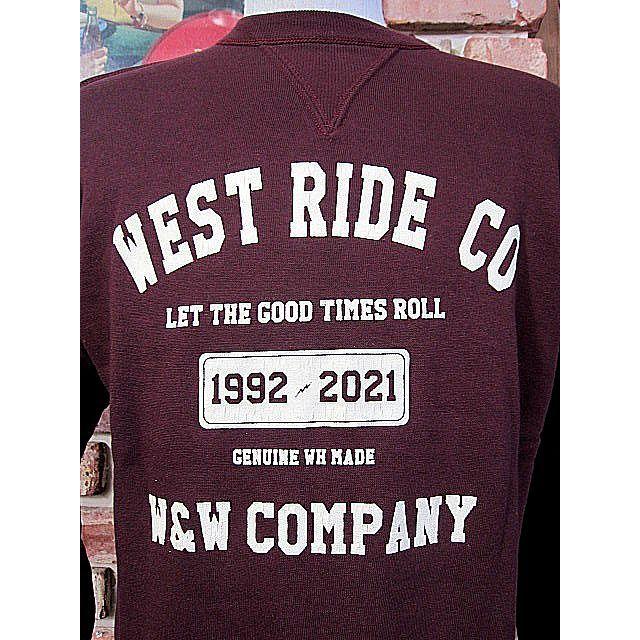 WEST RIDE CO
LET THE GOOD TIMES ROLL
1992 2021
GENUINE WH MADE
W&W COMPANY